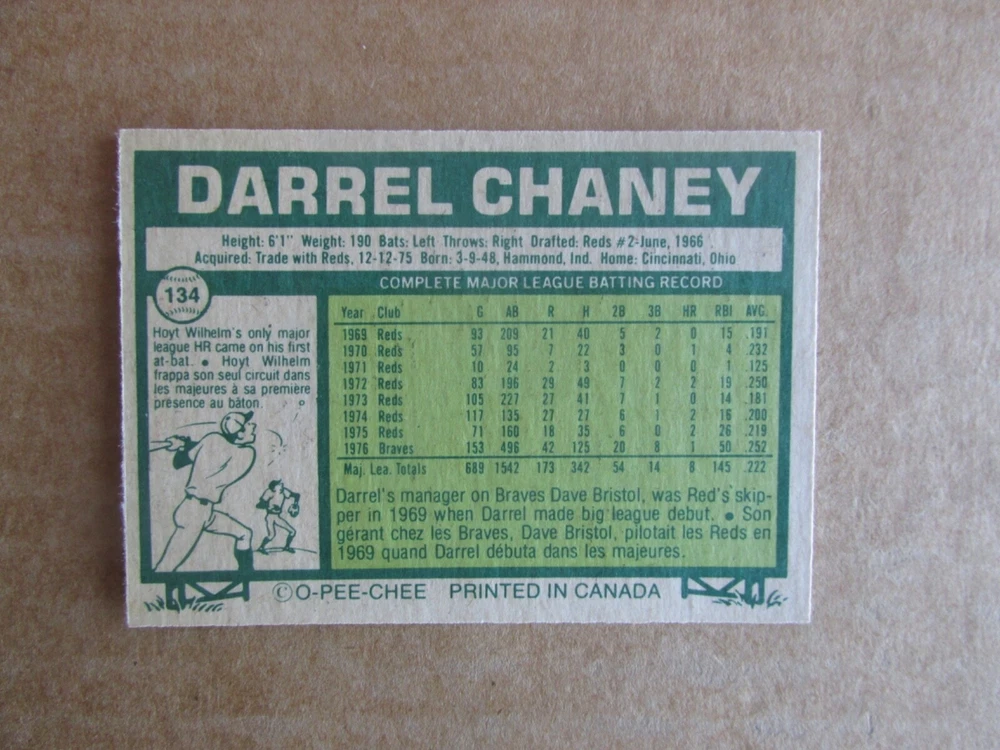 DARREL CHANEY
Height: 6'1" Weight: 190 Bats: Left Throws: Right Drafted: Reds #2-June, 1966
Acquired: Trade with Reds, 12-12-75 Born: 3-9-48, Hammond, Ind. Home: Cincinnati, Ohio
134
Hoyt Wilhelm's only major
league HR came on his first
at-bat. • Hoyt Wilhelm
frappa son seul circuit dans
les majeures à sa première
présence au bâton.
COMPLETE MAJOR LEAGUE BATTING RECORD
Year Club G AB R H 2B 3B HR RBI AVG.
1969 Reds 93 209 21 40 5 2 0 15 .191
1970 Reds 57 95 7 22 3 0 1 4 .232
1971 Reds 10 24 2 3 0 0 0 1 .125
1972 Reds 83 196 29 49 7 2 2 19 .250
1973 Reds 105 227 27 41 7 1 0 14 .181
1974 Reds 117 135 27 27 6 1 2 16 .200
1975 Reds 71 160 18 35 6 0 2 26 .219
1976 Braves 153 496 42 125 20 8 1 50 .252
Maj. Lea. Totals 689 1542 173 342 54 14 8 145 .222
Darrel's manager on Braves Dave Bristol, was Red's skip-
per in 1969 when Darrel made big league debut. • Son
gérant chez les Braves, Dave Bristol, pilotait les Reds en
1969 quand Darrel débuta dans les majeures.
©O-PEE-CHEE PRINTED IN CANADA